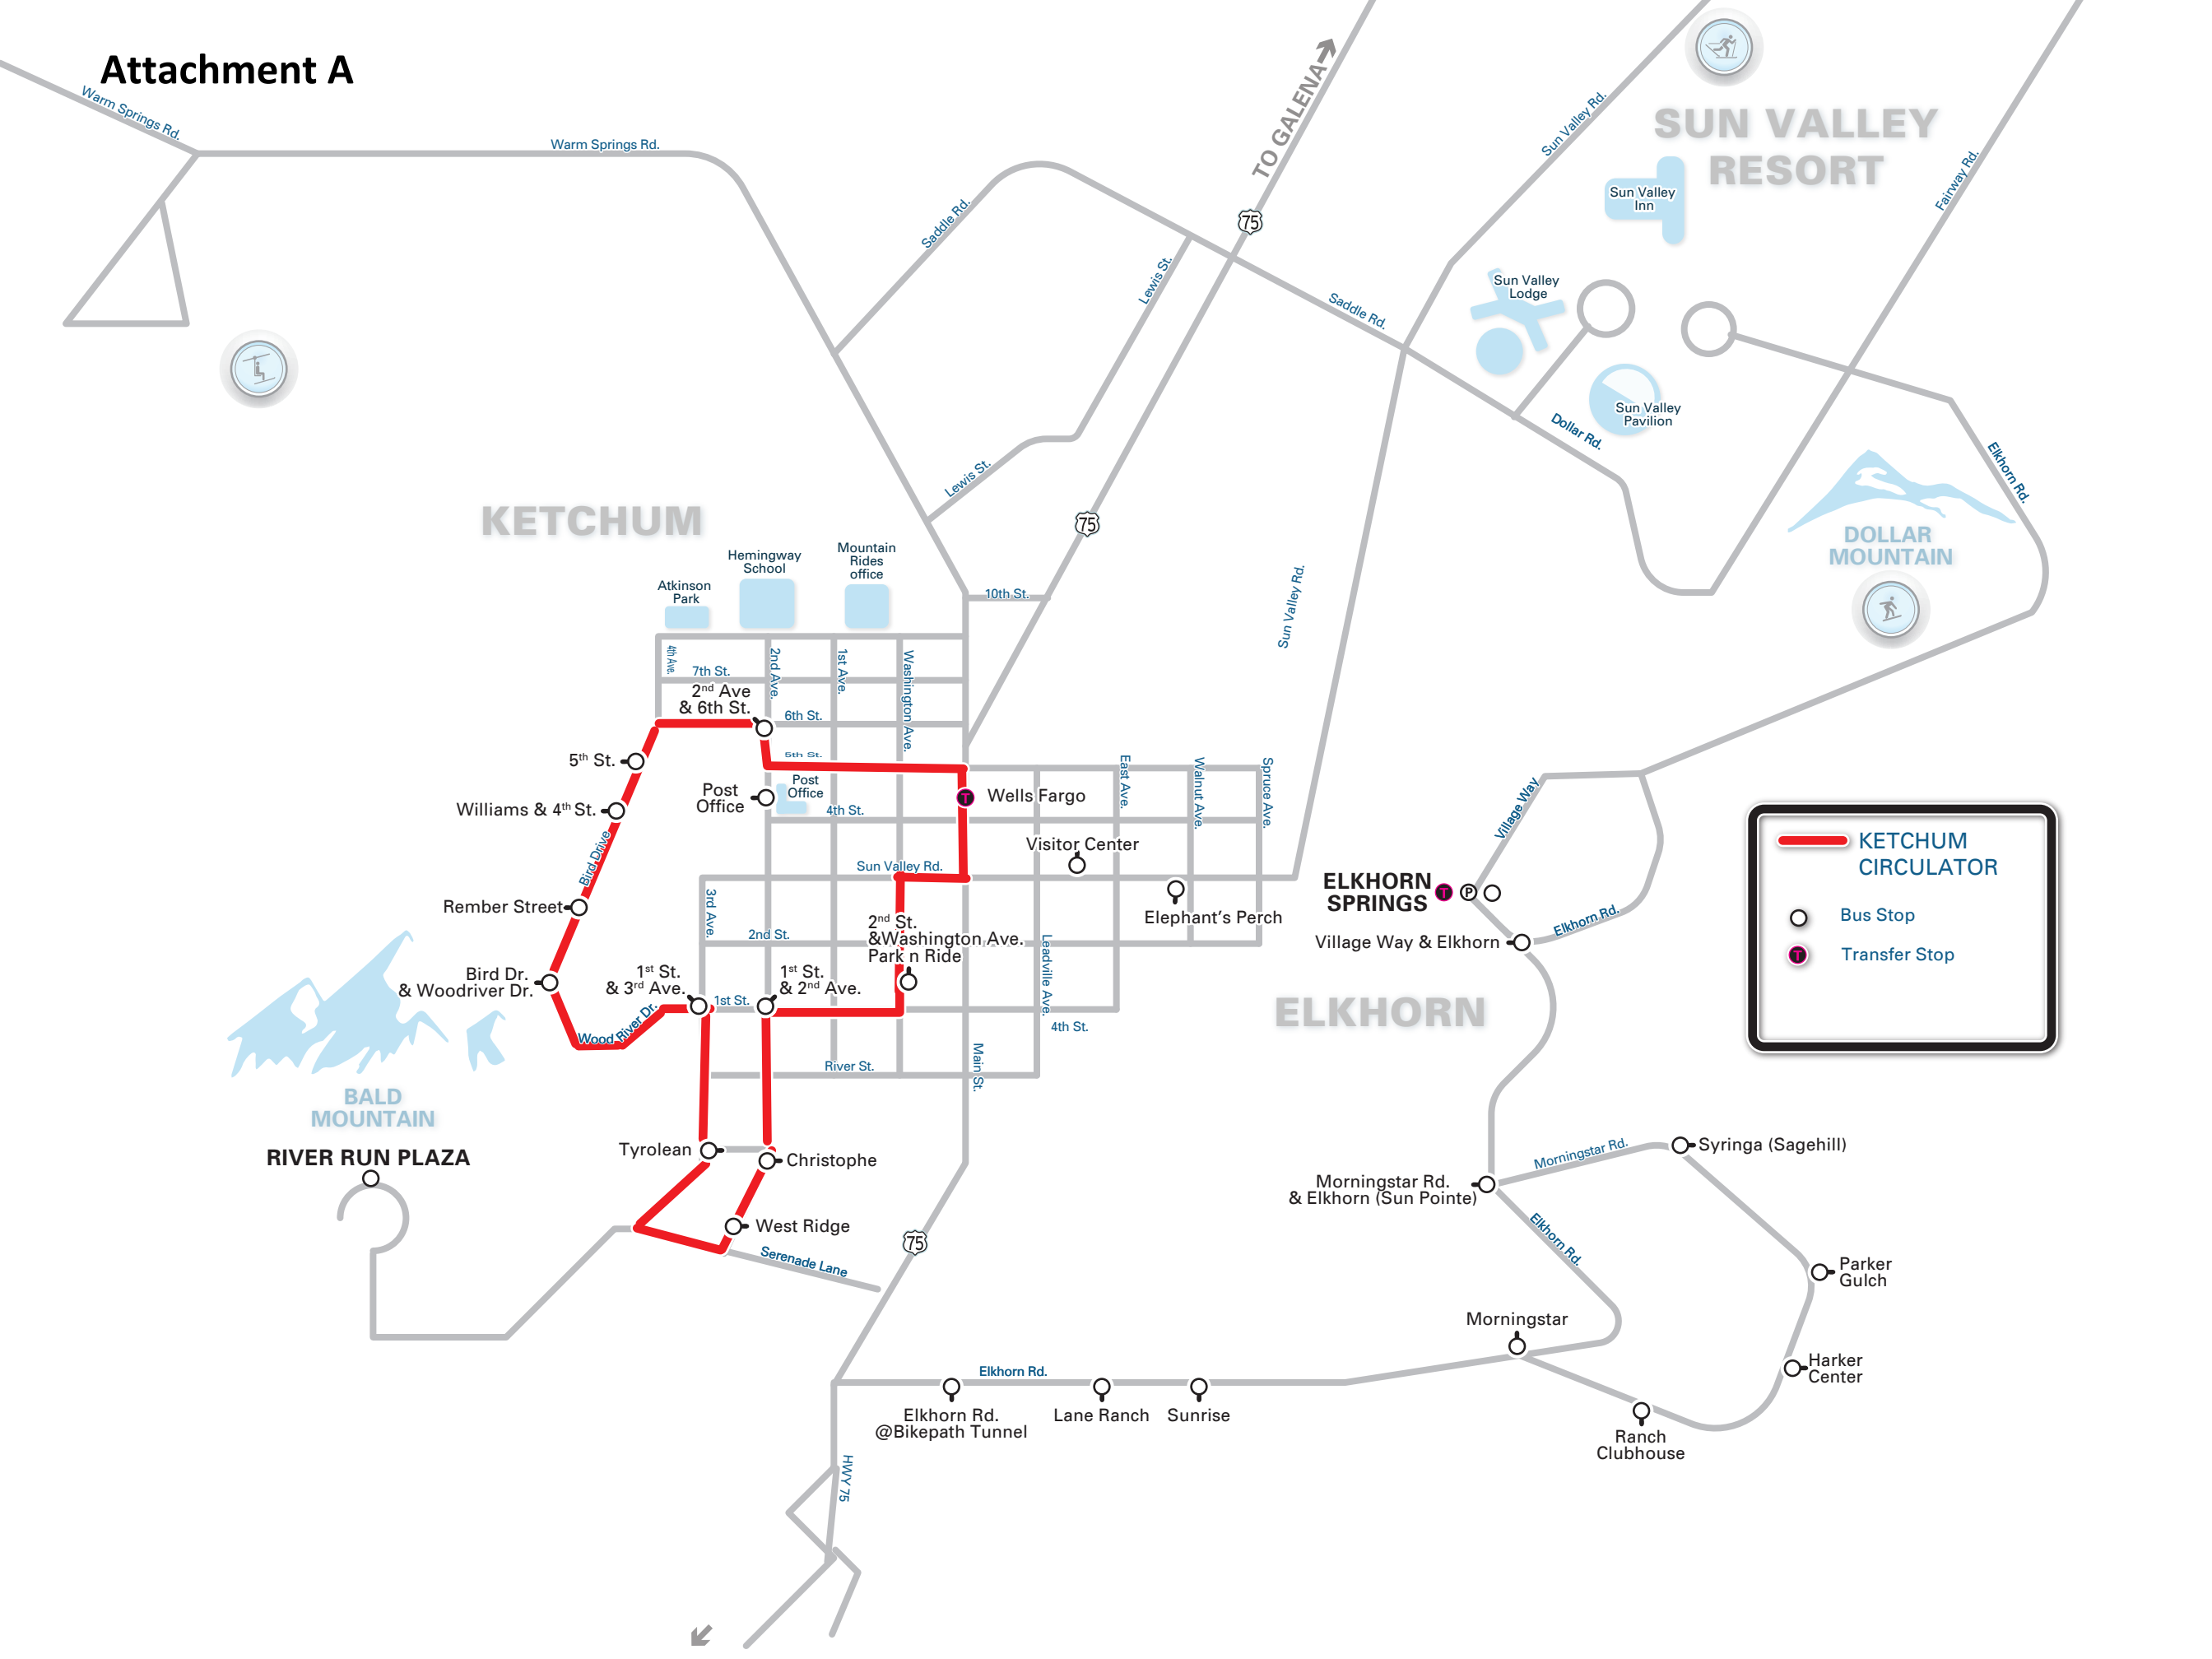 Attachment A
Warm Springs Rd.
Warm Springs Rd.
TO GALENA
Sun Valley Rd.
SUN VALLEY
RESORT
Fairway Rd.
Sun Valley
Inn
Saddle Rd.
75
Lewis St.
Saddle Rd.
Sun Valley
Lodge
Sun Valley
Pavilion
Dollar Rd.
Elkhorn Rd.
Lewis St.
75
KETCHUM
DOLLAR
MOUNTAIN
Hemingway
School
Mountain
Rides
office
Atkinson
Park
10th St.
Sun Valley Rd.
4th Ave.
7th St.
2nd Ave.
1st Ave.
Washington Ave.
2nd Ave
& 6th St.
6th St.
5th St.
5th St.
Post
Office
Post
Office
4th St.
T
Wells Fargo
East Ave.
Walnut Ave.
Spruce Ave.
Williams & 4th St.
Bird Drive
Visitor Center
Sun Valley Rd.
Elephant's Perch
Rember Street
3rd Ave.
2nd St.
2nd St.
&Washington Ave.
Park n Ride
Leadville Ave.
Bird Dr.
& Woodriver Dr.
1st St.
& 3rd Ave.
1st St.
1st St.
& 2nd Ave.
4th St.
Wood River Dr.
River St.
Main St.
Village Way
ELKHORN
SPRINGS
T
P
Elkhorn Rd.
Village Way & Elkhorn
ELKHORN
KETCHUM
CIRCULATOR
Bus Stop
T
Transfer Stop
BALD
MOUNTAIN
RIVER RUN PLAZA
Tyrolean
Christophe
West Ridge
Serenade Lane
75
Morningstar Rd.
Syringa (Sagehill)
Morningstar Rd.
& Elkhorn (Sun Pointe)
Elkhorn Rd.
Parker
Gulch
Morningstar
Harker
Center
Elkhorn Rd.
Elkhorn Rd.
@Bikepath Tunnel
Lane Ranch
Sunrise
Ranch
Clubhouse
HWY 75